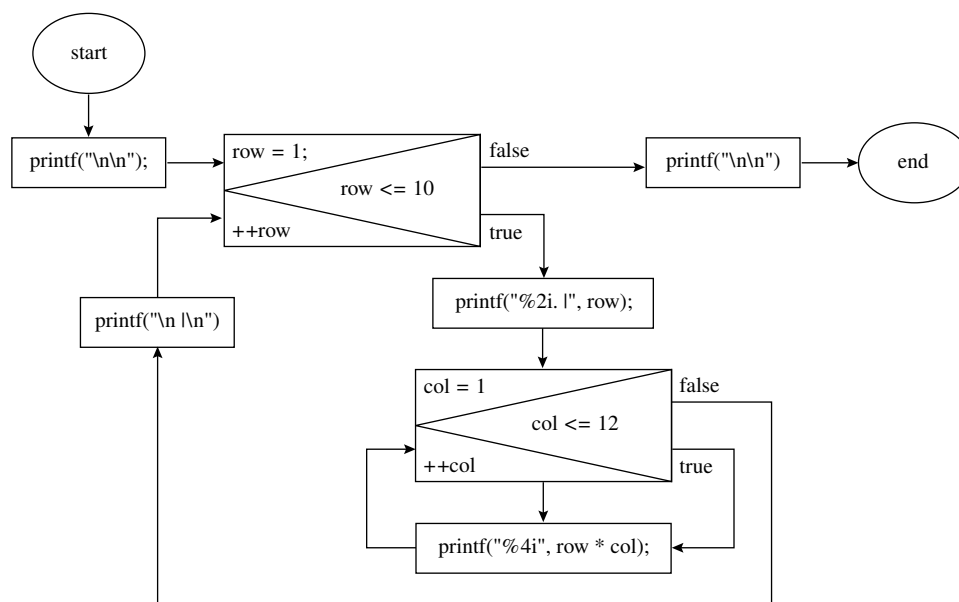 start
printf("\n\n");
row = 1;
row <= 10
++row
false
true
printf("\n\n")
end
printf("%2i. |", row);
printf("\n |\n")
col = 1
col <= 12
++col
false
true
printf("%4i", row * col);